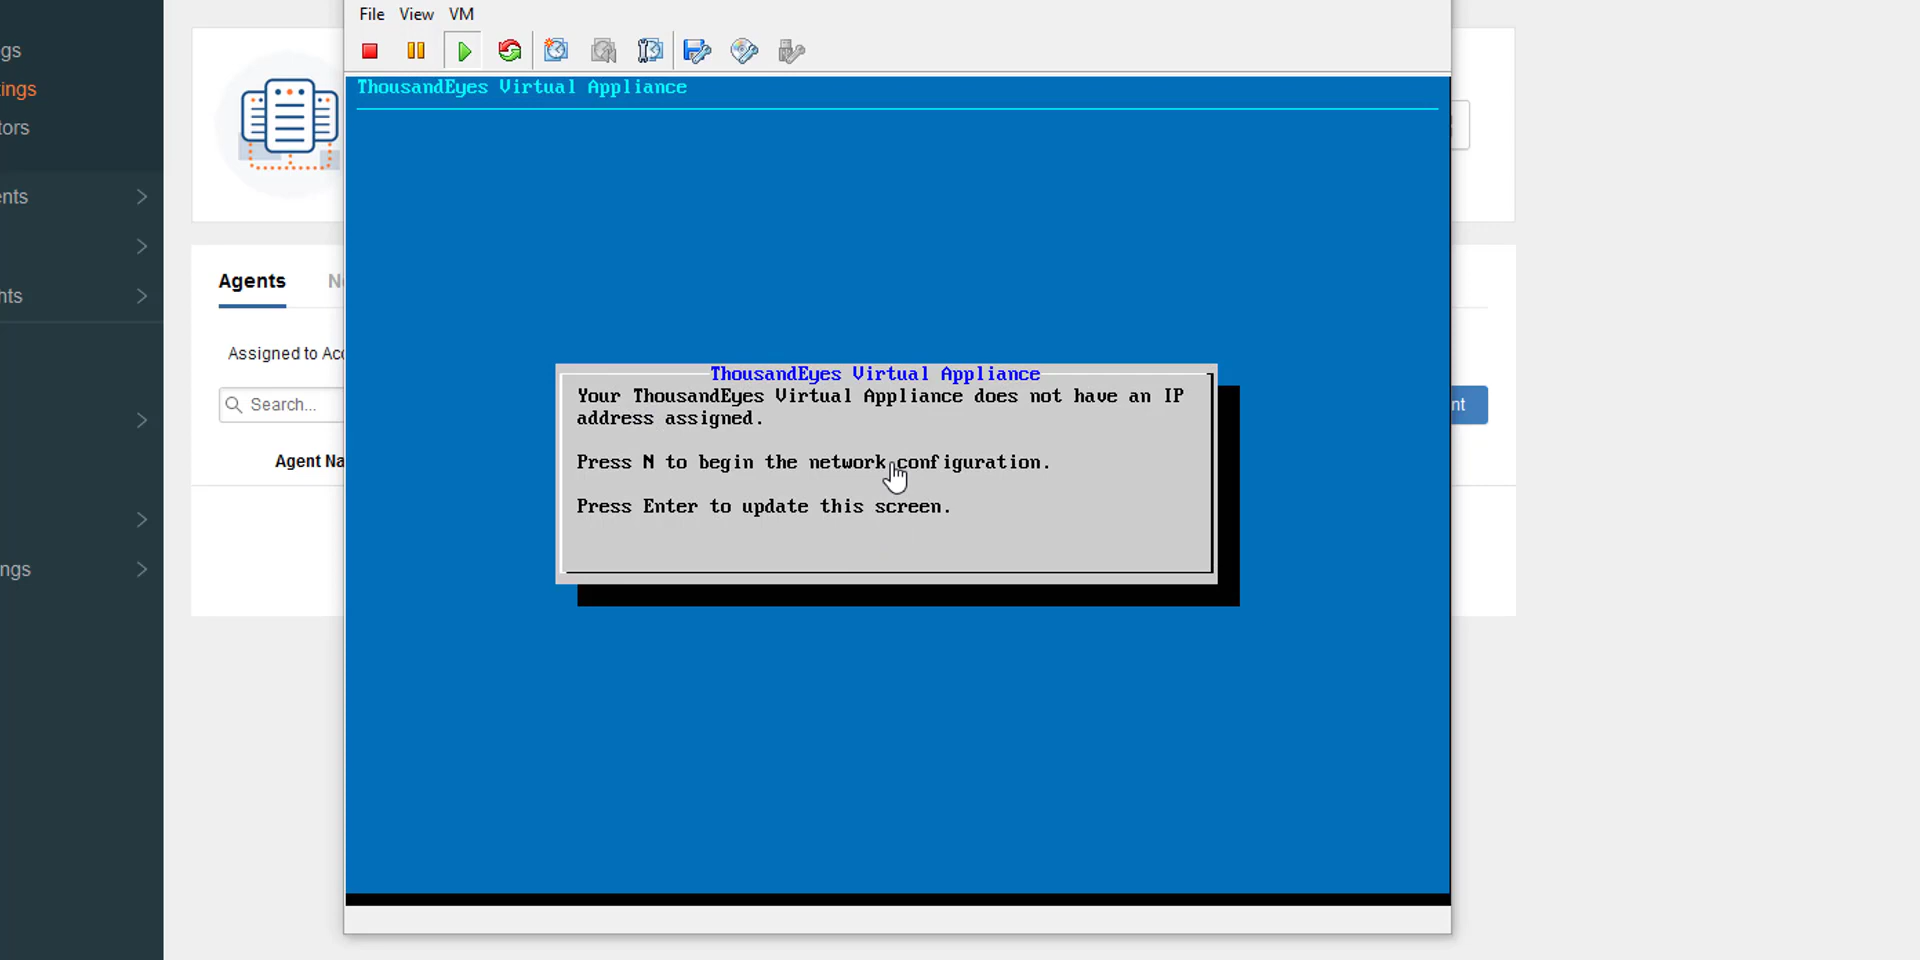 File View VM
ThousandEyes Virtual Appliance
gs
ings
tors
ents
hts
ngs
Agents N
Assigned to Acc
Search...
Agent Na
nt
ThousandEyes Virtual Appliance
Your ThousandEyes Virtual Appliance does not have an IP
address assigned.
Press N to begin the network configuration.
Press Enter to update this screen.